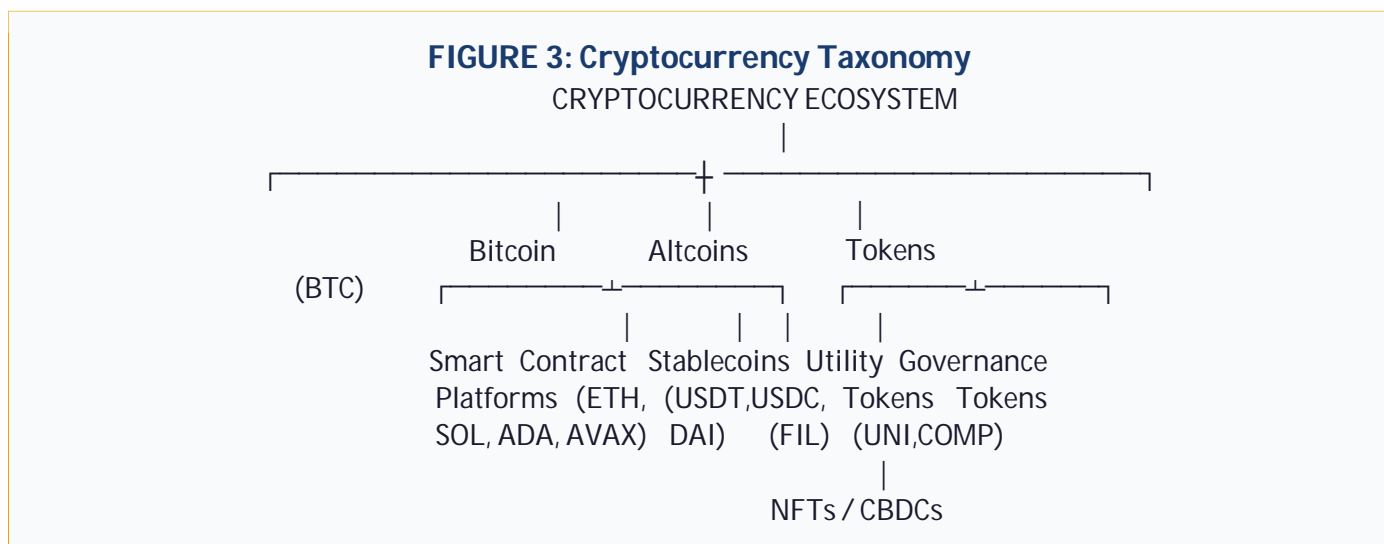 FIGURE 3: Cryptocurrency Taxonomy
CRYPTOCURRENCY ECOSYSTEM
Bitcoin Altcoins Tokens
(BTC)
Smart Contract Stablecoins Utility Governance
Platforms (ETH, (USDT,USDC, Tokens Tokens
SOL, ADA, AVAX) DAI) (FIL) (UNI,COMP)
NFTs / CBDCs